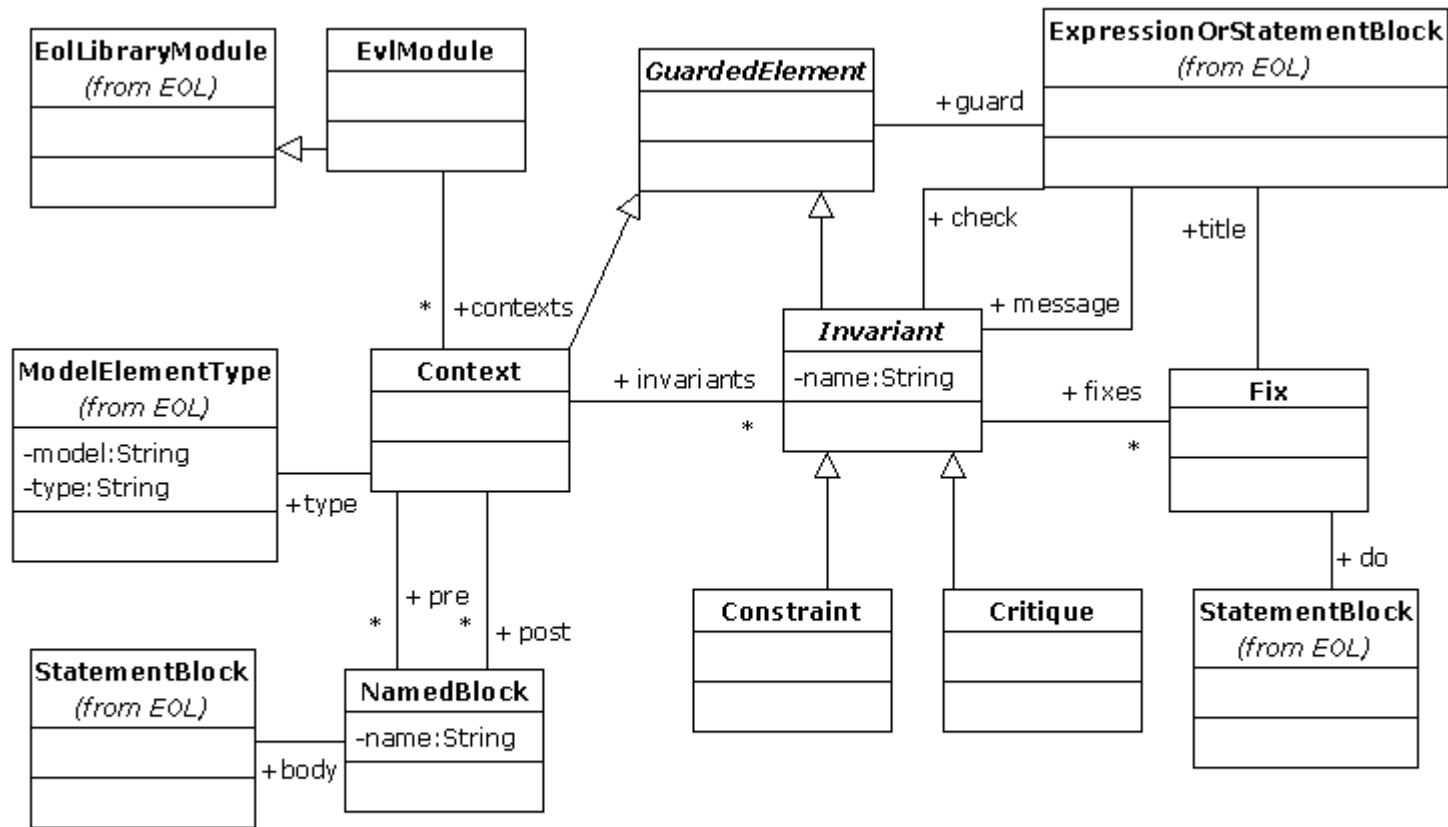 EolLibraryModule
(from EOL)
EvlModule
GuardedElement
ExpressionOrStatementBlock
(from EOL)
+guard
+ check
+title
+ message
* +contexts
ModelElementType
(from EOL)
-model:String
-type:String
+type
Context
+ invariants
*
Invariant
-name:String
+ fixes
*
Fix
+ do
+ pre
* *
+ post
Constraint
Critique
StatementBlock
(from EOL)
StatementBlock
(from EOL)
+body
NamedBlock
-name:String